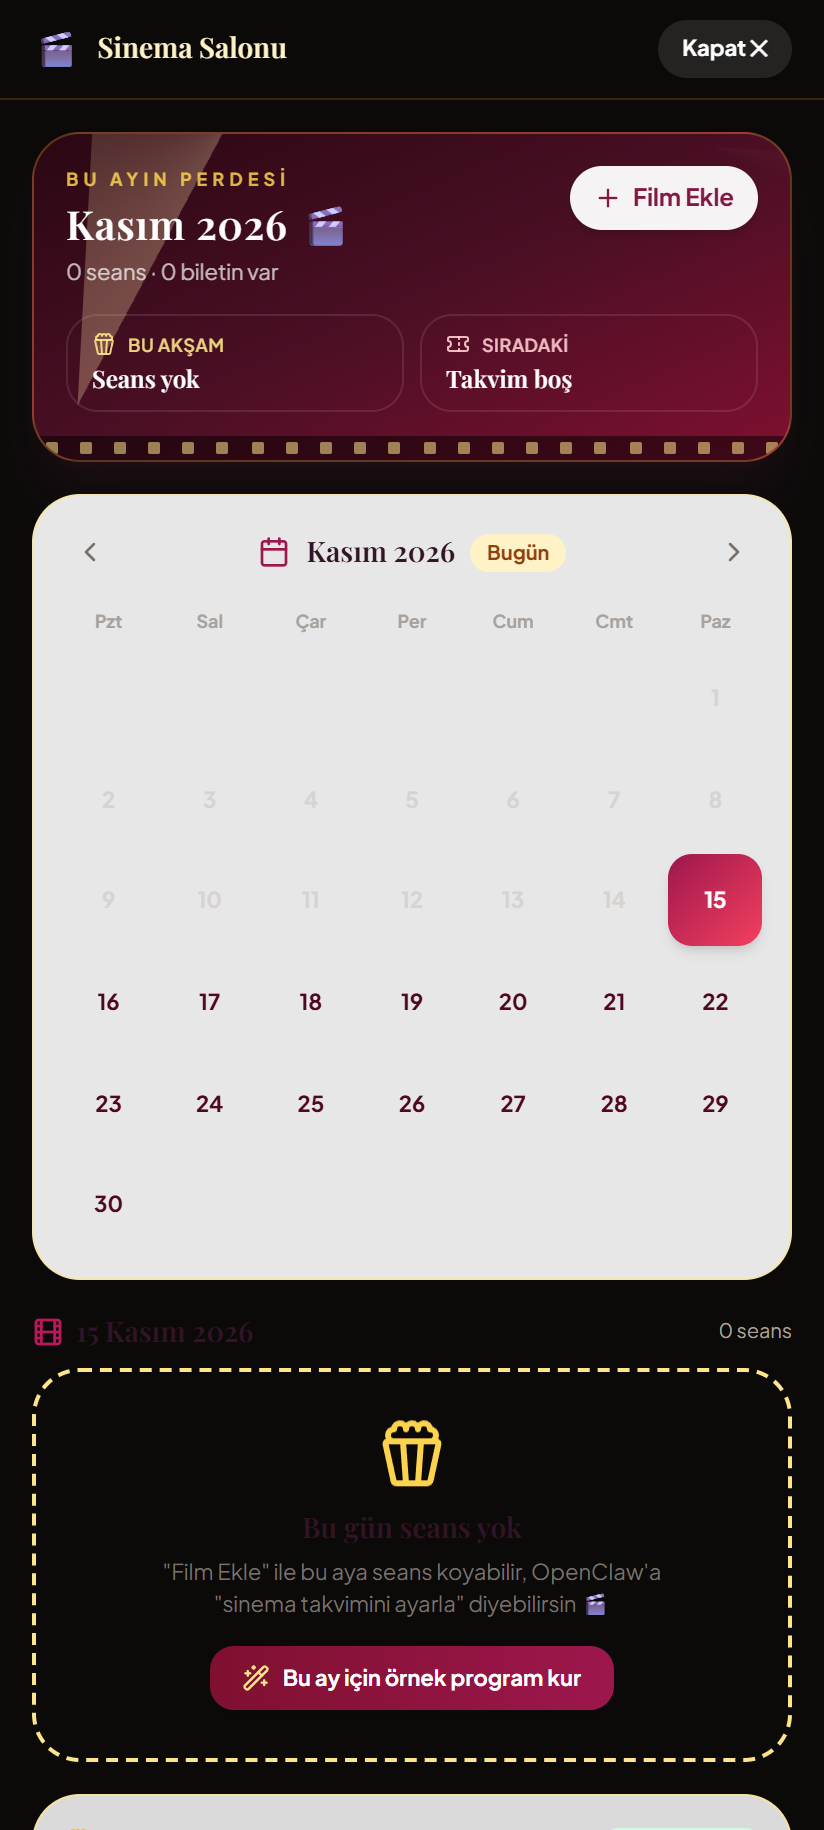 Sinema Salonu
Kapat
BU AYIN PERDESİ
Kasım 2026
Film Ekle
0 seans · 0 biletin var
BU AKŞAM
Seans yok
SIRADAKİ
Takvim boş
Kasım 2026 Bugün
Pzt Sal Çar Per Cum Cmt Paz
1
2 3 4 5 6 7 8
9 10 11 12 13 14 15
16 17 18 19 20 21 22
23 24 25 26 27 28 29
30
15 Kasım 2026
0 seans
Bu gün seans yok
"Film Ekle" ile bu aya seans koyabilir, OpenClaw'a
"sinema takvimini ayarla" diyebilirsin
Bu ay için örnek program kur